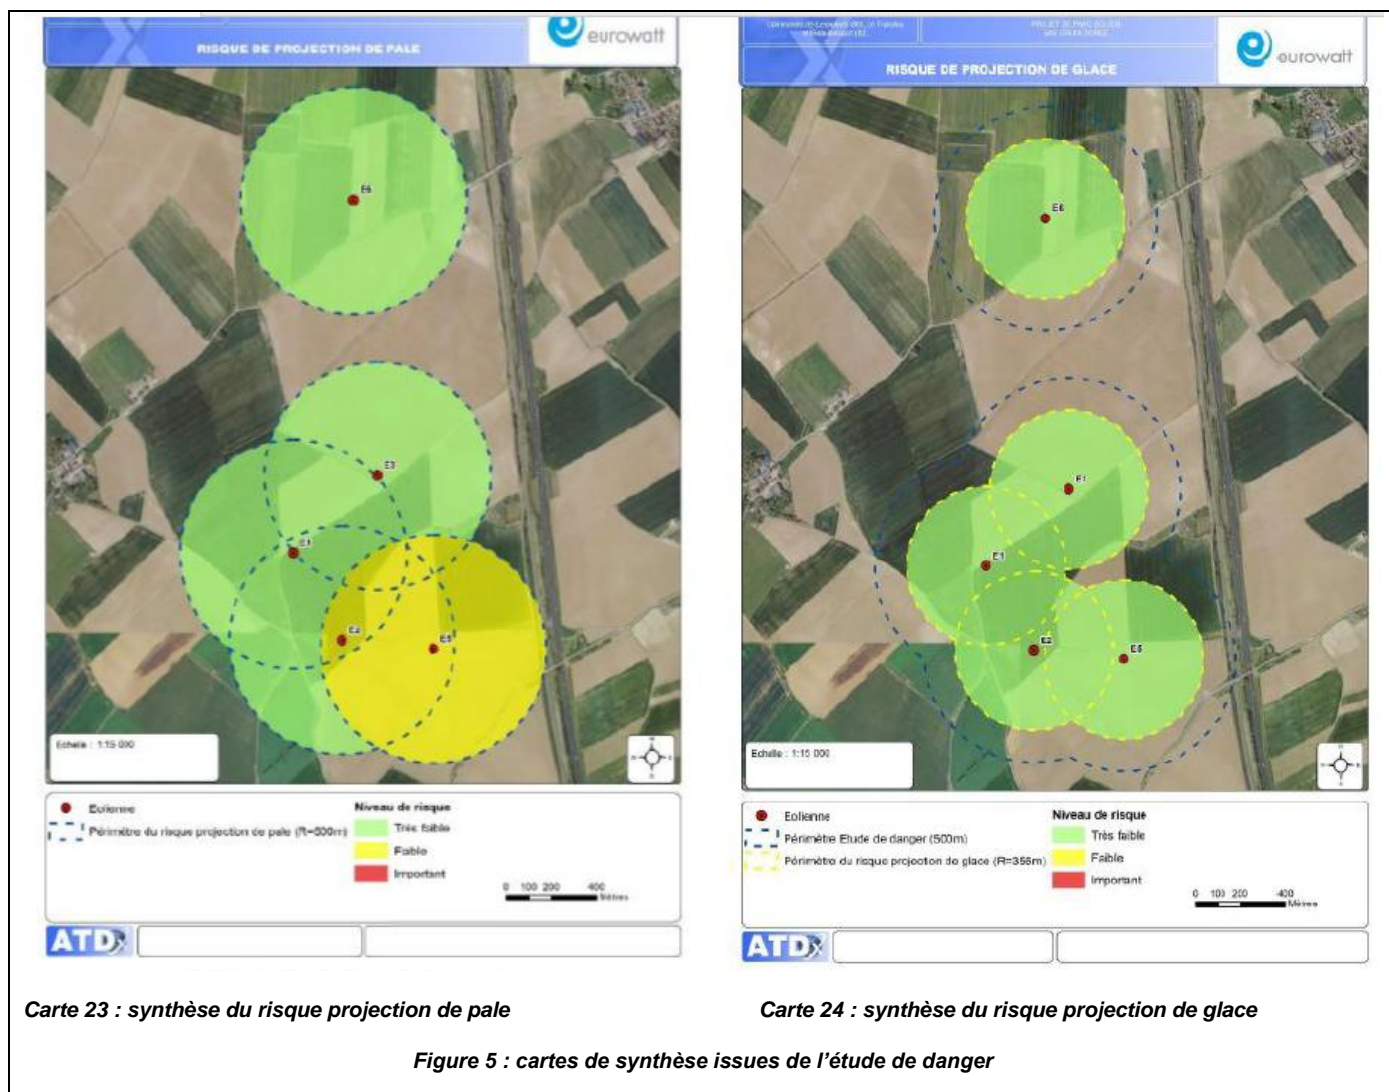 RISQUE DE PROJECTION DE PALE
eurowatt
E6
E3
E1
E2
E5
Echelle : 1:15 000
N
S
Eolienne
Périmètre du risque projection de pale (R=500m)
Niveau de risque
Très faible
Faible
Important
0 100 200 400
Mètres
ATDx
RISQUE DE PROJECTION DE GLACE
eurowatt
E6
E1
E2
E5
Echelle : 1:15 000
Eolienne
Périmètre Etude de danger (500m)
Périmètre du risque projection de glace (R=356m)
Niveau de risque
Très faible
Faible
Important
0 100 200 400
Mètres
ATDx
Carte 23 : synthèse du risque projection de pale
Carte 24 : synthèse du risque projection de glace
Figure 5 : cartes de synthèse issues de l'étude de danger